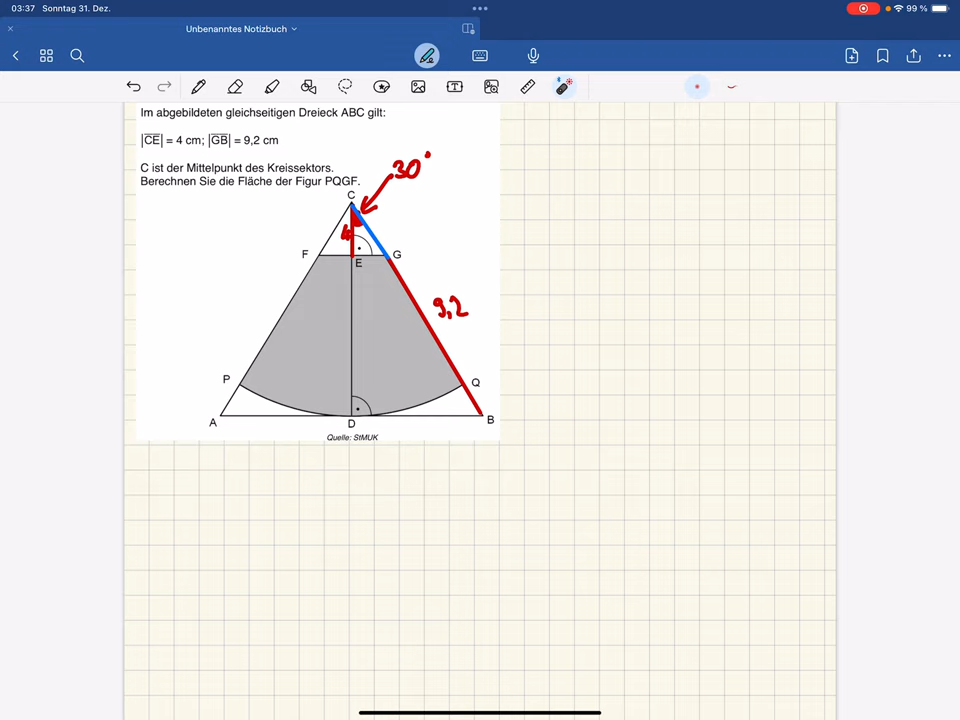 03:37 Sonntag 31. Dez.
99 %
Unbenanntes Notizbuch
Im abgebildeten gleichseitigen Dreieck ABC gilt:
|CE| = 4 cm; |GB| = 9,2 cm
C ist der Mittelpunkt des Kreissektors.
Berechnen Sie die Fläche der Figur PQGF.
30°
C
4
F
G
E
9,2
P
Q
A
D
B
Quelle: StMUK